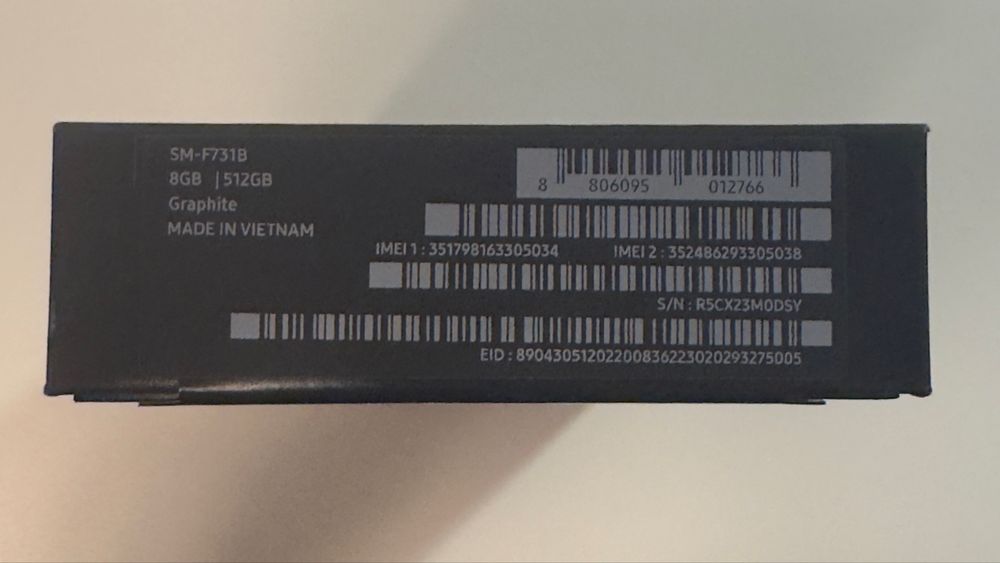 SM-F731B
8GB | 512GB
Graphite
MADE IN VIETNAM
8 806095 012766
IMEI 1 : 351798163305034 IMEI 2 : 352486293305038
S/N : R5CX23M0DSY
EID : 89043051202200836223020293275005